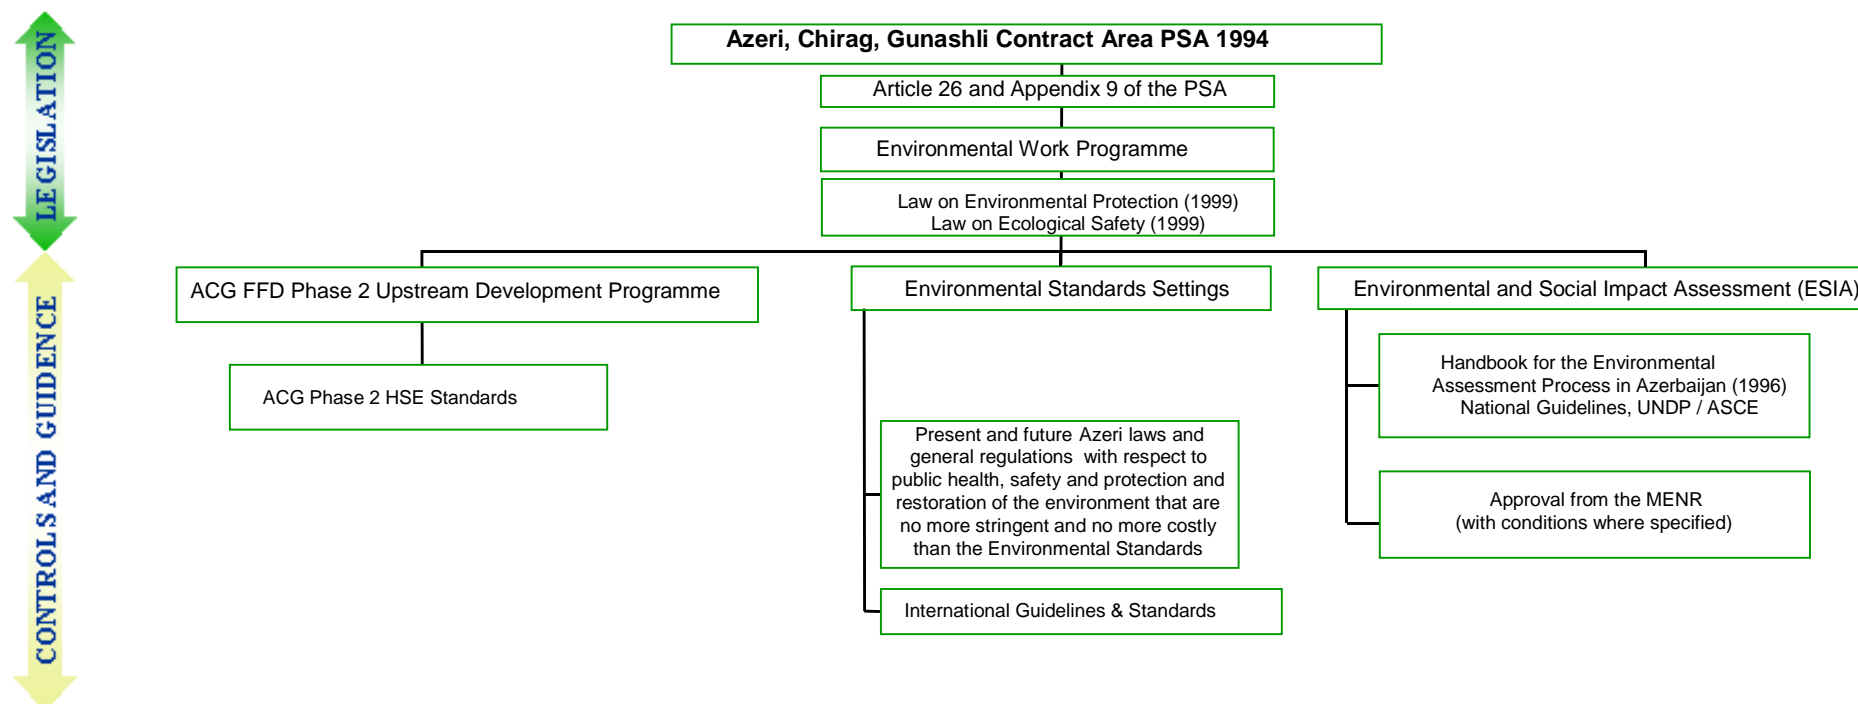 LEGISLATION
Azeri, Chirag, Gunashli Contract Area PSA 1994
Article 26 and Appendix 9 of the PSA
Environmental Work Programme
Law on Environmental Protection (1999)
Law on Ecological Safety (1999)
CONTROLS AND GUIDENCE
ACG FFD Phase 2 Upstream Development Programme
ACG Phase 2 HSE Standards
Environmental Standards Settings
Present and future Azeri laws and
general regulations with respect to
public health, safety and protection and
restoration of the environment that are
no more stringent and no more costly
than the Environmental Standards
International Guidelines & Standards
Environmental and Social Impact Assessment (ESIA)
Handbook for the Environmental
Assessment Process in Azerbaijan (1996)
National Guidelines, UNDP / ASCE
Approval from the MENR
(with conditions where specified)